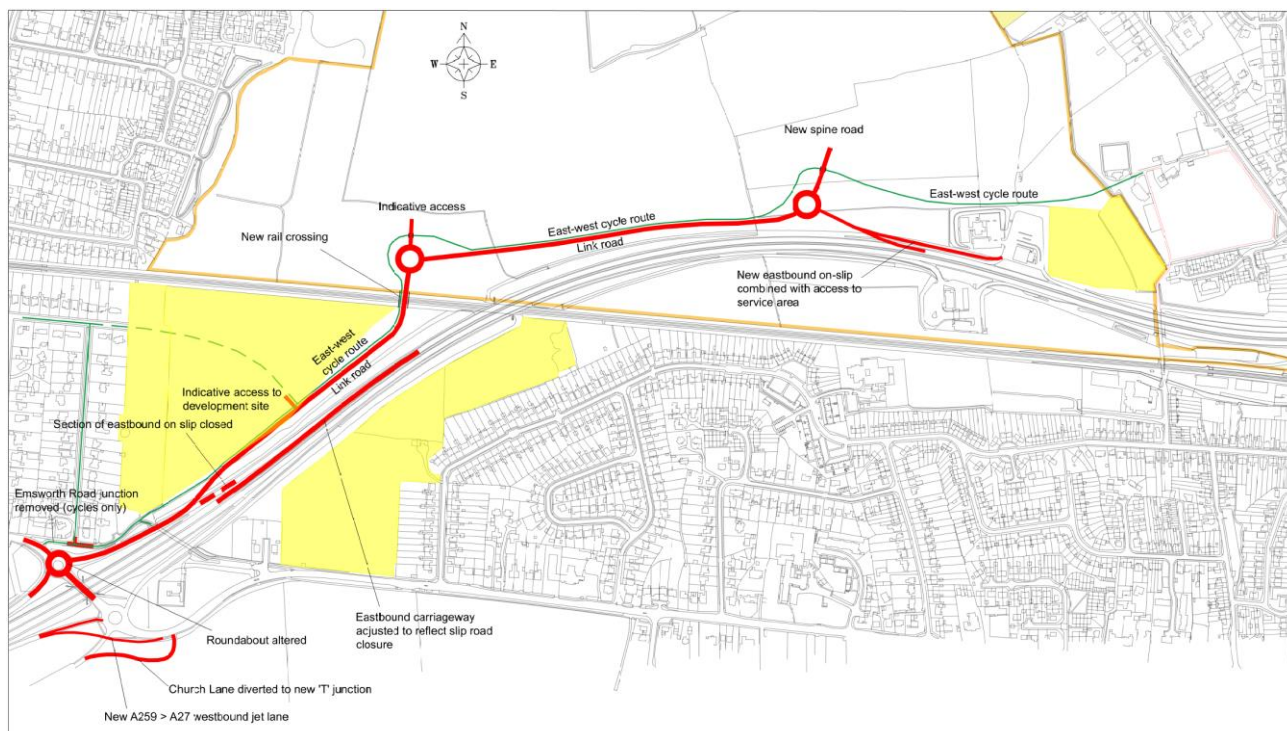 N
W E
S
New spine road
East-west cycle route
Indicative access
East-west cycle route
Link road
New rail crossing
New eastbound on-slip
combined with access to
service area
East-west
cycle route
Link road
Indicative access to
development site
Section of eastbound on slip closed
Emsworth Road junction
removed (cycles only)
Eastbound carriageway
adjusted to reflect slip road
closure
Roundabout altered
Church Lane diverted to new 'T' junction
New A259 > A27 westbound jet lane